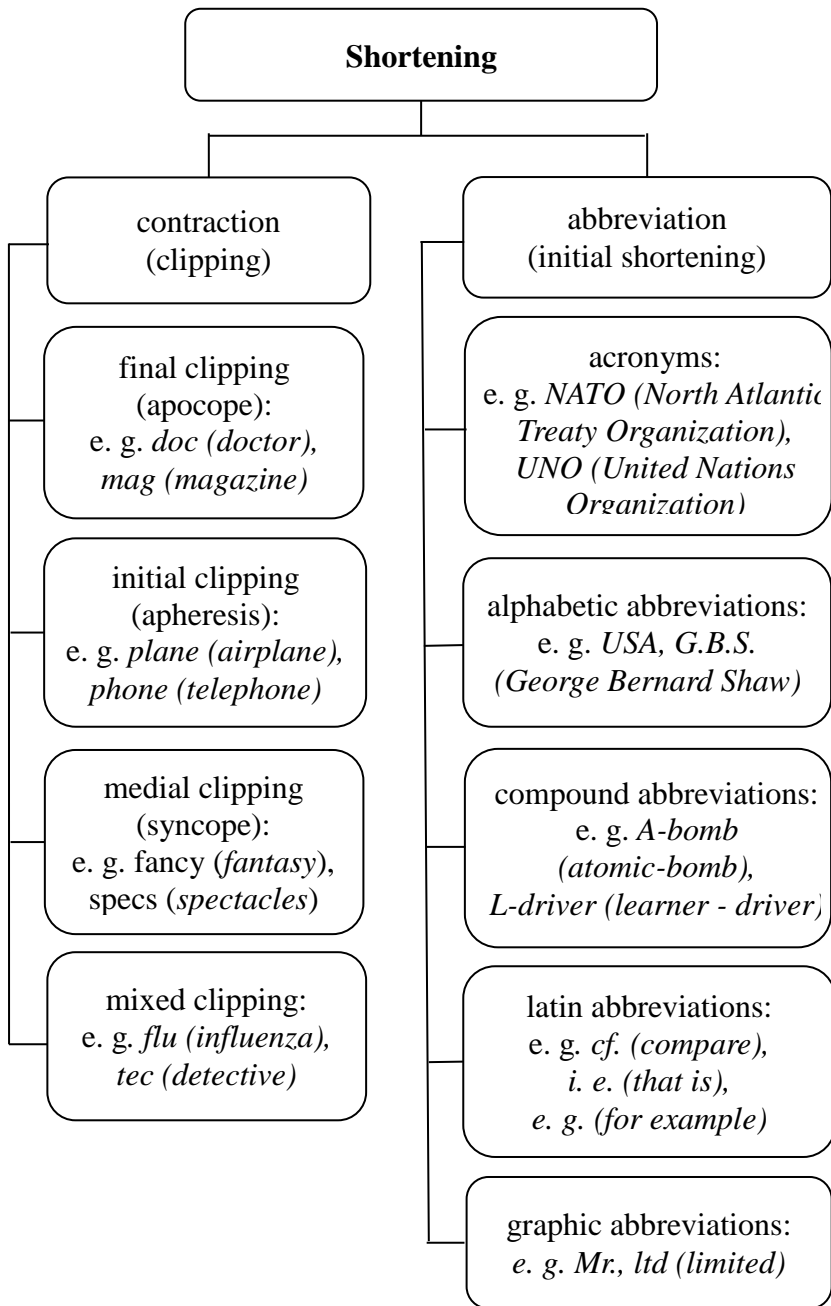 Shortening
contraction
(clipping)
final clipping
(apocope):
e. g. doc (doctor),
mag (magazine)
initial clipping
(apheresis):
e. g. plane (airplane),
phone (telephone)
medial clipping
(syncope):
e. g. fancy (fantasy),
specs (spectacles)
mixed clipping:
e. g. flu (influenza),
tec (detective)
abbreviation
(initial shortening)
acronyms:
e. g. NATO (North Atlantic
Treaty Organization),
UNO (United Nations
Organization)
alphabetic abbreviations:
e. g. USA, G.B.S.
(George Bernard Shaw)
compound abbreviations:
e. g. A-bomb
(atomic-bomb),
L-driver (learner - driver)
latin abbreviations:
e. g. cf. (compare),
i. e. (that is),
e. g. (for example)
graphic abbreviations:
e. g. Mr., ltd (limited)